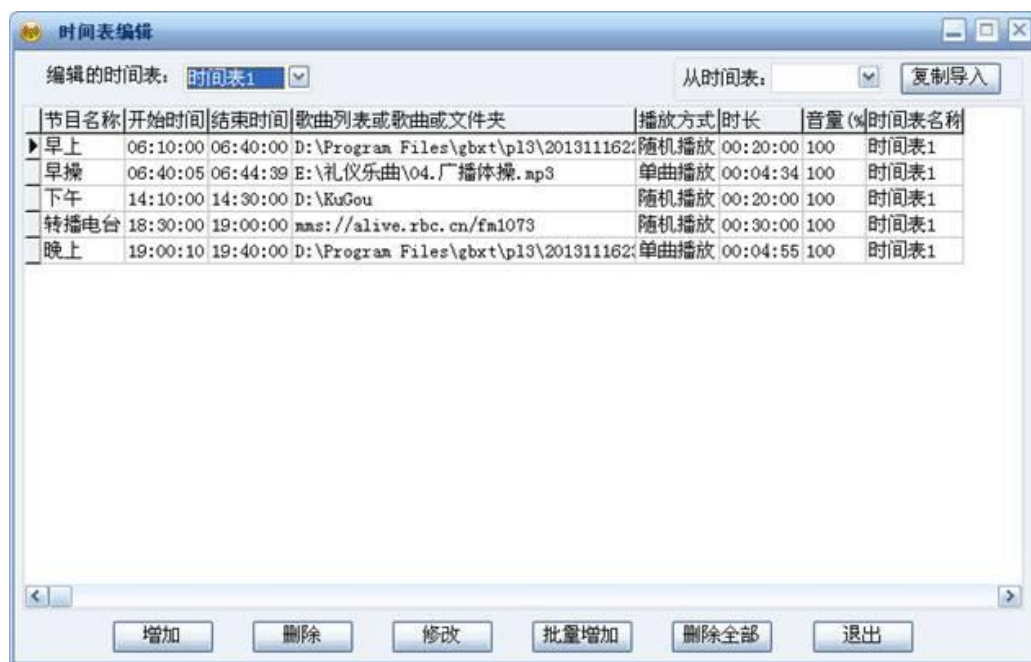 时间表编辑
编辑的时间表： 时间表1 从时间表： 复制导入
节目名称 开始时间 结束时间 歌曲列表或歌曲或文件夹 播放方式 时长 音量(% 时间表名称
早上 06:10:00 06:40:00 D:\Program Files\gbxt\pl3\2013111622 随机播放 00:20:00 100 时间表1
早操 06:40:05 06:44:39 E:\礼仪乐曲\04.广播体操.mp3 单曲播放 00:04:34 100 时间表1
下午 14:10:00 14:30:00 D:\KuGou 随机播放 00:20:00 100 时间表1
转播电台 18:30:00 19:00:00 mms://alive.rbc.cn/fm1073 随机播放 00:30:00 100 时间表1
晚上 19:00:10 19:40:00 D:\Program Files\gbxt\pl3\201311162 单曲播放 00:04:55 100 时间表1
增加 删除 修改 批量增加 删除全部 退出